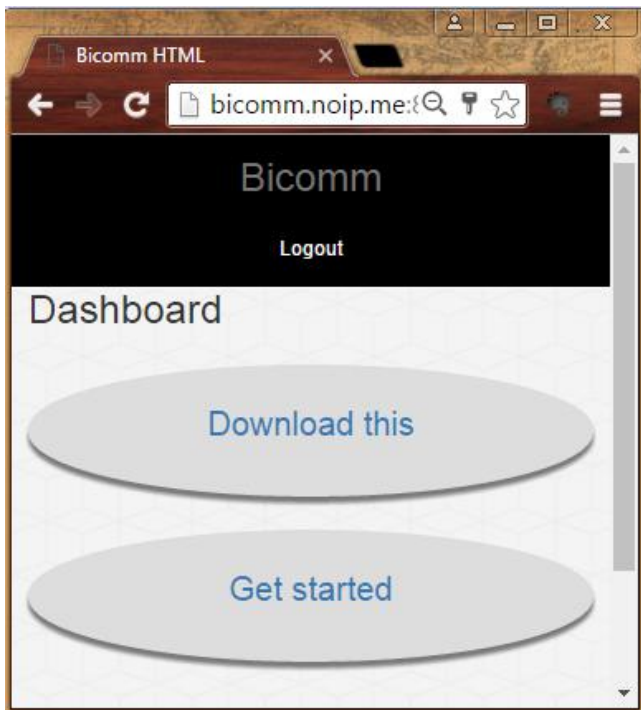 Bicomm HTML
bicomm.noip.me:
Bicomm
Logout
Dashboard
Download this
Get started